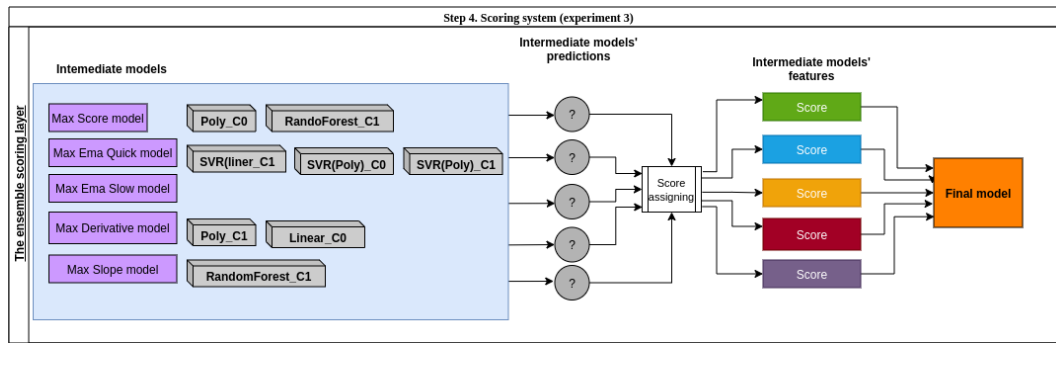 Step 4. Scoring system (experiment 3)
The ensemble scoring layer
Intemediate models
Intermediate models'
predictions
Intermediate models'
features
Max Score model
Poly_C0
RandoForest_C1
Max Ema Quick model
SVR(liner_C1
SVR(Poly)_C0
SVR(Poly)_C1
Max Ema Slow model
Max Derivative model
Poly_C1
Linear_C0
Max Slope model
RandomForest_C1
?
?
?
?
?
Score
assigning
Score
Score
Score
Score
Score
Final model